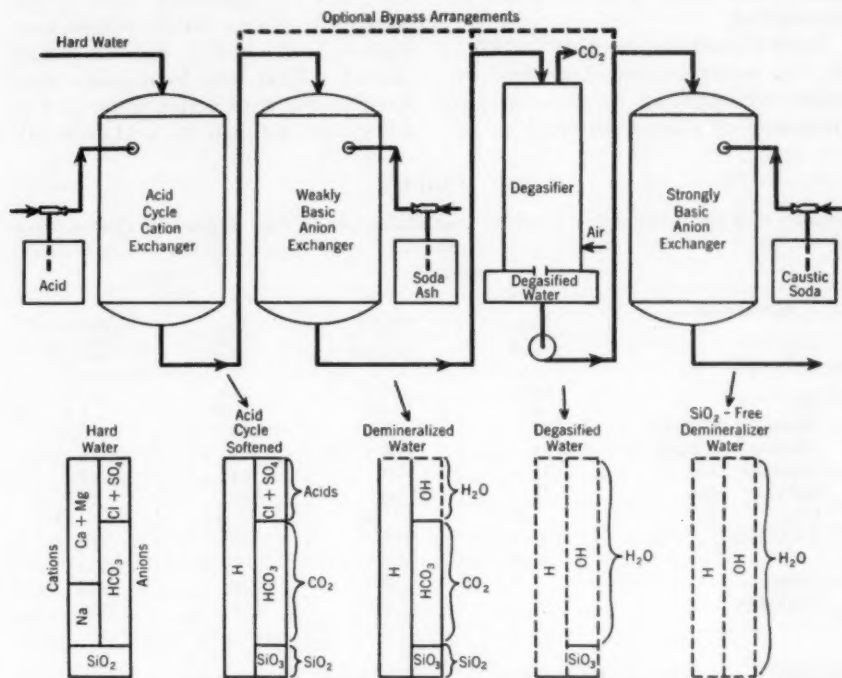 Optional Bypass Arrangements
Hard Water
CO2
Acid
Cycle
Cation
Exchanger
Weakly
Basic
Anion
Exchanger
Degasifier
Strongly
Basic
Anion
Exchanger
Air
Acid
Soda
Ash
Degasified
Water
Caustic
Soda
Hard
Water
Acid
Cycle
Softened
Demineralized
Water
Degasified
Water
SiO2 – Free
Demineralizer
Water
Cations
Ca + Mg
Na
Cl + SO4
HCO3
Anions
SiO2
H
Cl + SO4
HCO3
SiO3
Acids
CO2
SiO2
H
OH
HCO3
SiO3
H2O
CO2
SiO2
H
OH
SiO3
H2O
H
OH
H2O